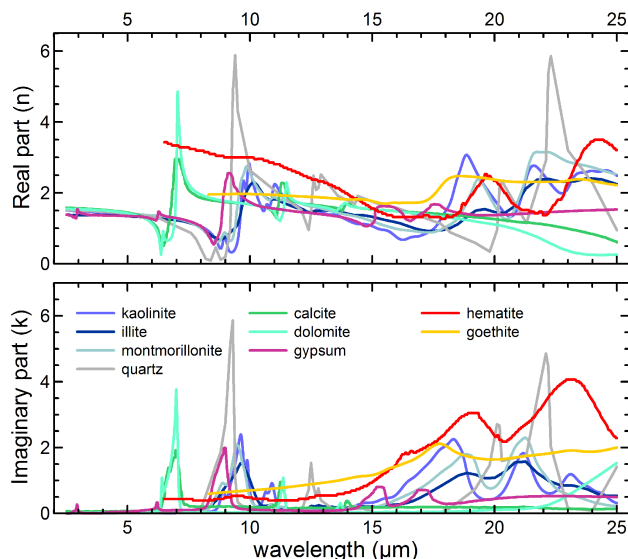 5 10 15 20 25
6
4
2
0
Real part (n)
6
4
2
0
Imaginary part (k)
kaolinite calcite hematite
illite dolomite goethite
montmorillonite gypsum
quartz
5 10 15 20 25
wavelength (μm)